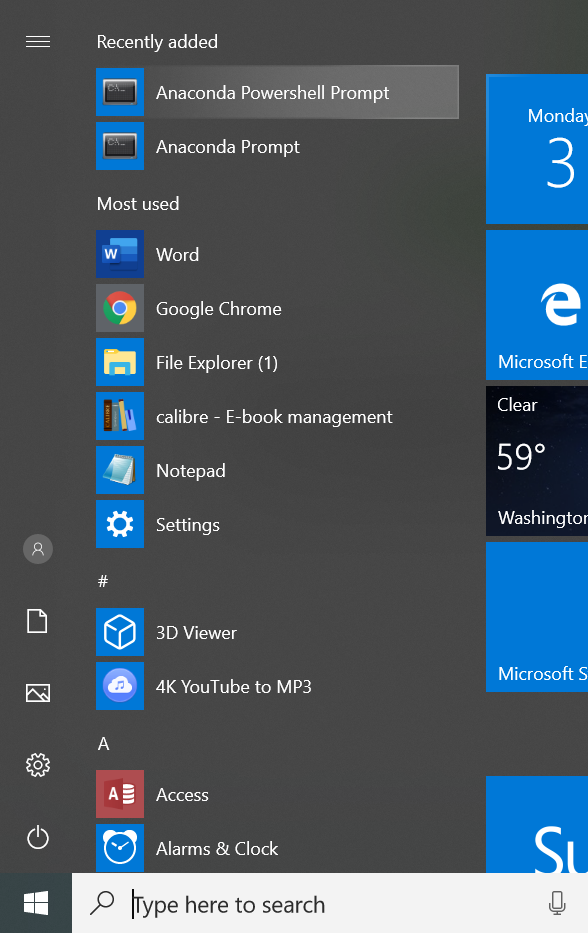 Recently added
Anaconda Powershell Prompt
Anaconda Prompt
Most used
Word
Google Chrome
File Explorer (1)
calibre - E-book management
Notepad
Settings
#
3D Viewer
4K YouTube to MP3
A
Access
Alarms & Clock
Monday
3
Microsoft E
Clear
59°
Washington
Microsoft S
Su
Type here to search